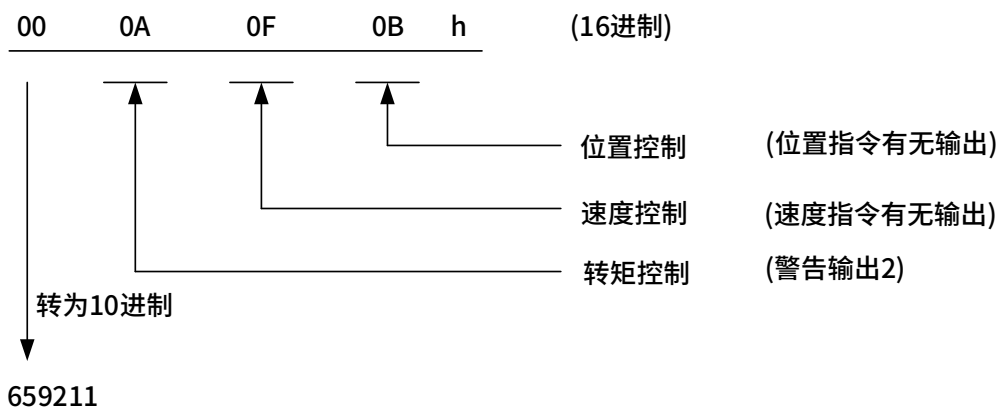 00 0A 0F 0B h (16进制)
位置控制 (位置指令有无输出)
速度控制 (速度指令有无输出)
转矩控制 (警告输出2)
转为10进制
659211